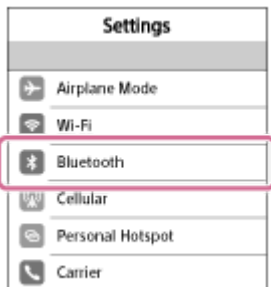 Settings
Airplane Mode
Wi-Fi
Bluetooth
Cellular
Personal Hotspot
Carrier